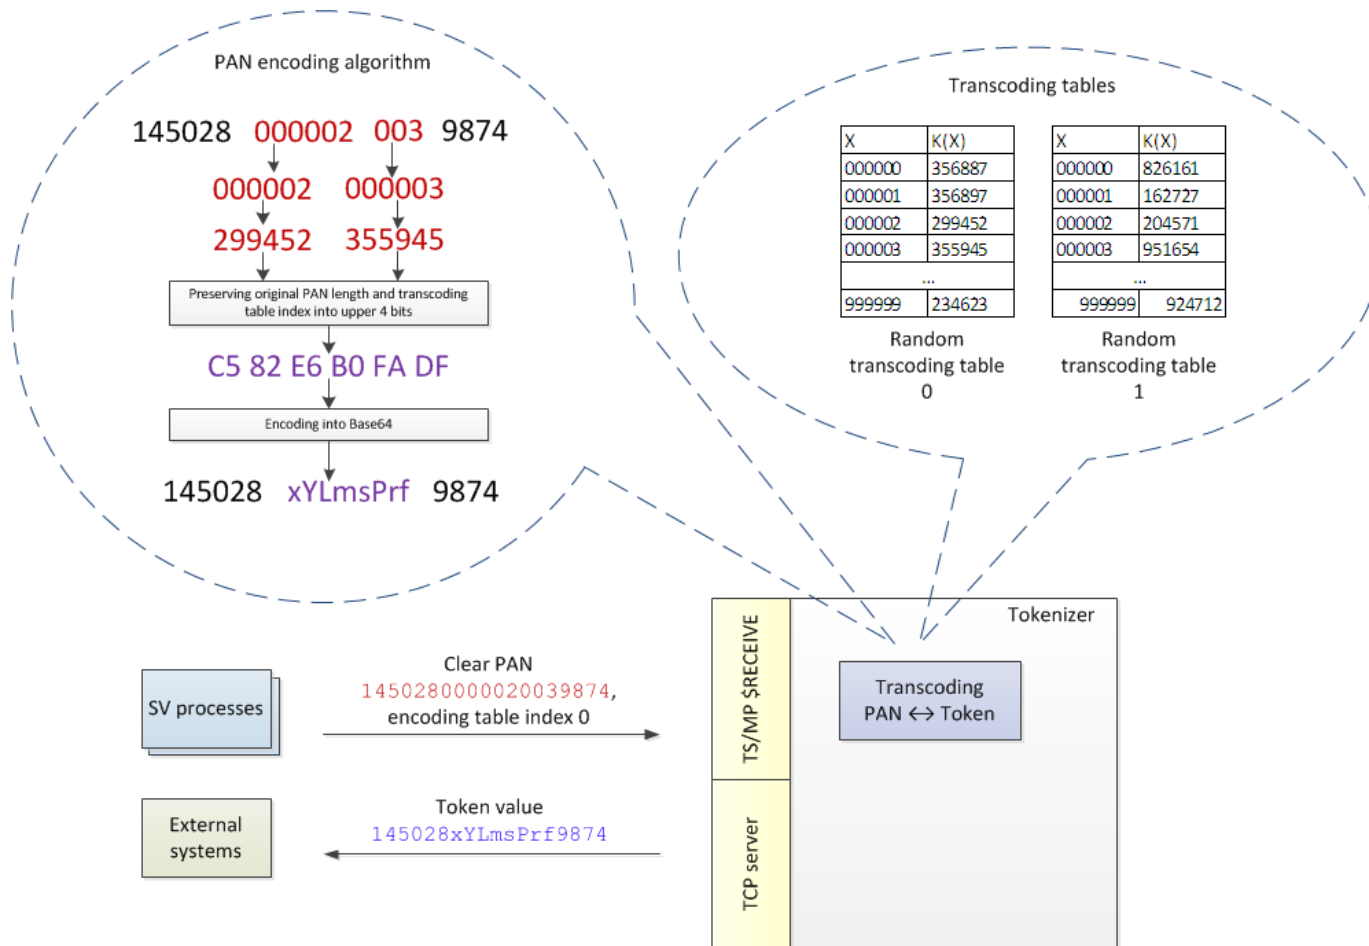 PAN encoding algorithm
145028 000002 003 9874
000002 000003
299452 355945
Preserving original PAN length and transcoding
table index into upper 4 bits
C5 82 E6 B0 FA DF
Encoding into Base64
145028 xYLmsPrf 9874
Transcoding tables
X K(X)
000000 356887
000001 356897
000002 299452
000003 355945
...
999999 234623
Random
transcoding table
0
X K(X)
000000 826161
000001 162727
000002 204571
000003 951654
...
999999 924712
Random
transcoding table
1
SV processes
Clear PAN
1450280000020039874,
encoding table index 0
External
systems
Token value
145028xYLmsPrf9874
TS/MP $RECEIVE
TCP server
Tokenizer
Transcoding
PAN ↔ Token